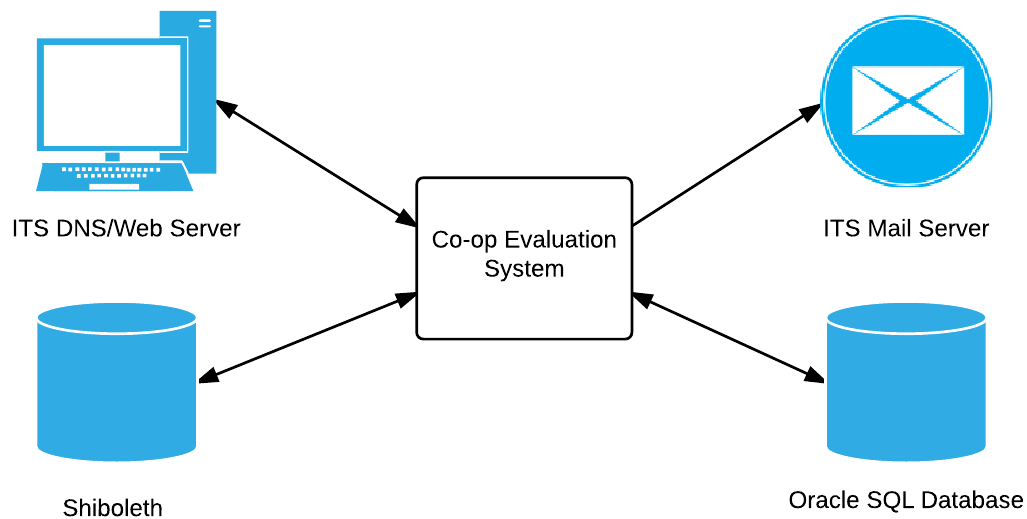 ITS DNS/Web Server
ITS Mail Server
Co-op Evaluation
System
Shiboleth
Oracle SQL Database